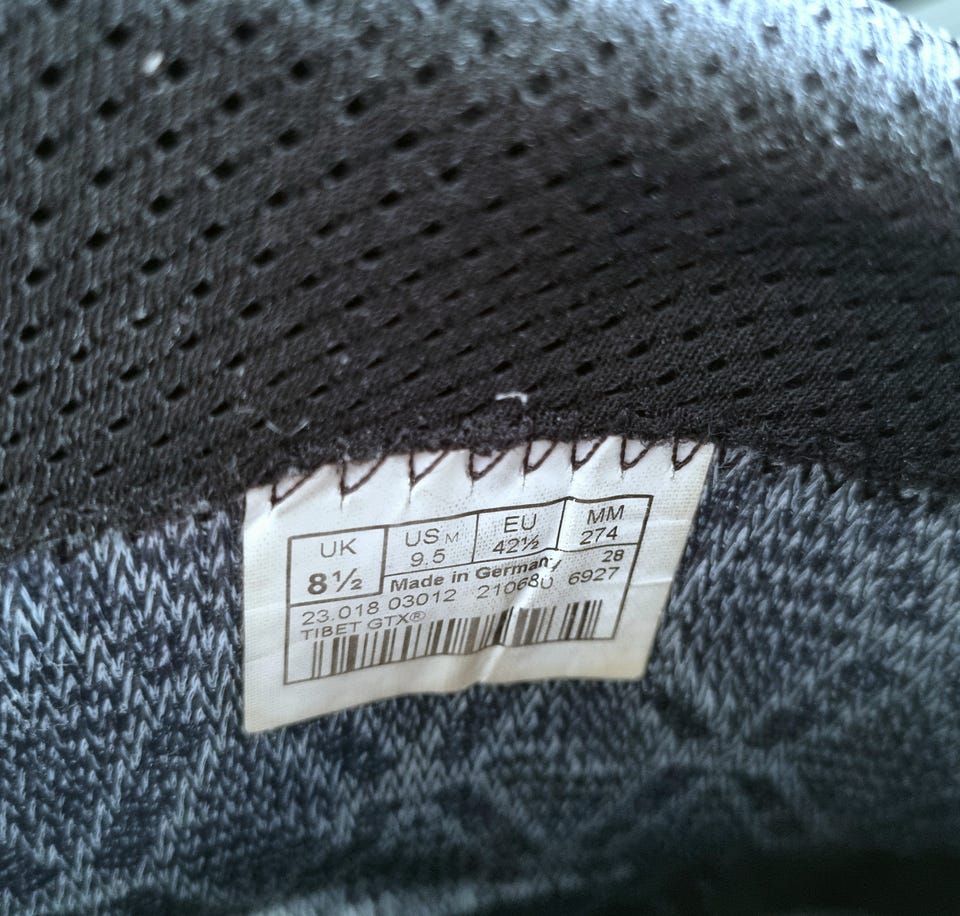 UK US M EU MM
8½ 9.5 42½ 274
Made in Germany 28
23.018 03012 210680 6927
TIBET GTX®